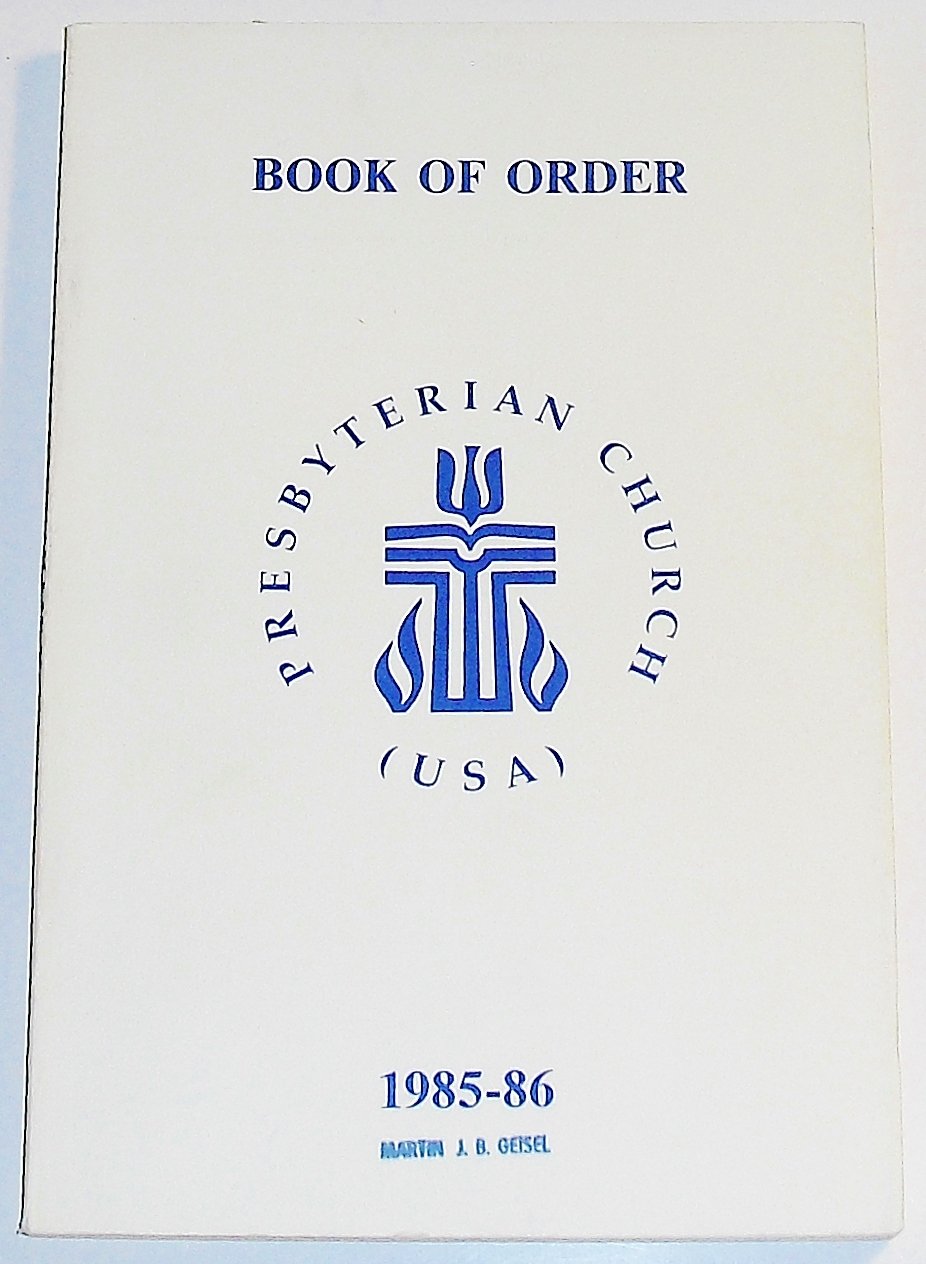 BOOK OF ORDER
PRESBYTERIAN CHURCH
(USA)
1985-86
MARTIN J. B. GEISEL